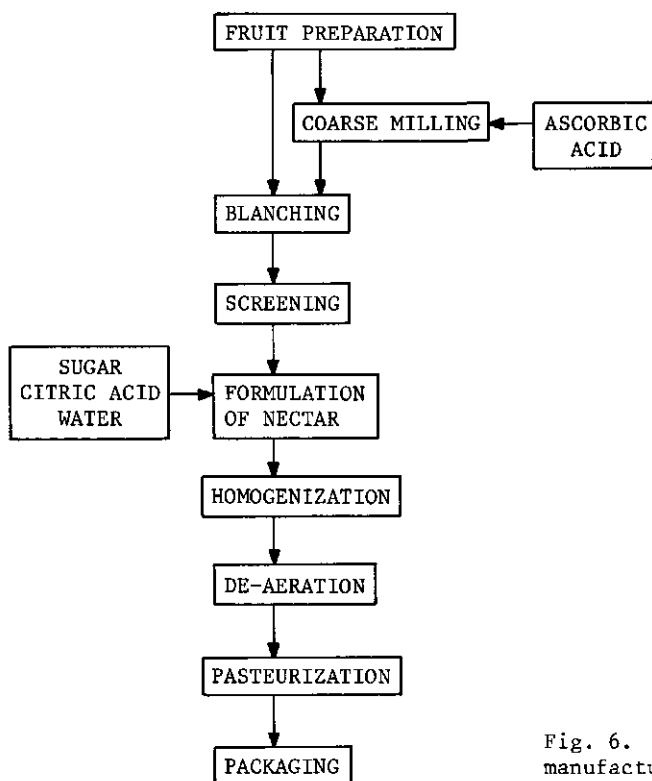 FRUIT PREPARATION
COARSE MILLING
ASCORBIC
ACID
BLANCHING
SCREENING
SUGAR
CITRIC ACID
WATER
FORMULATION
OF NECTAR
HOMOGENIZATION
DE-AERATION
PASTEURIZATION
PACKAGING
Fig. 6.